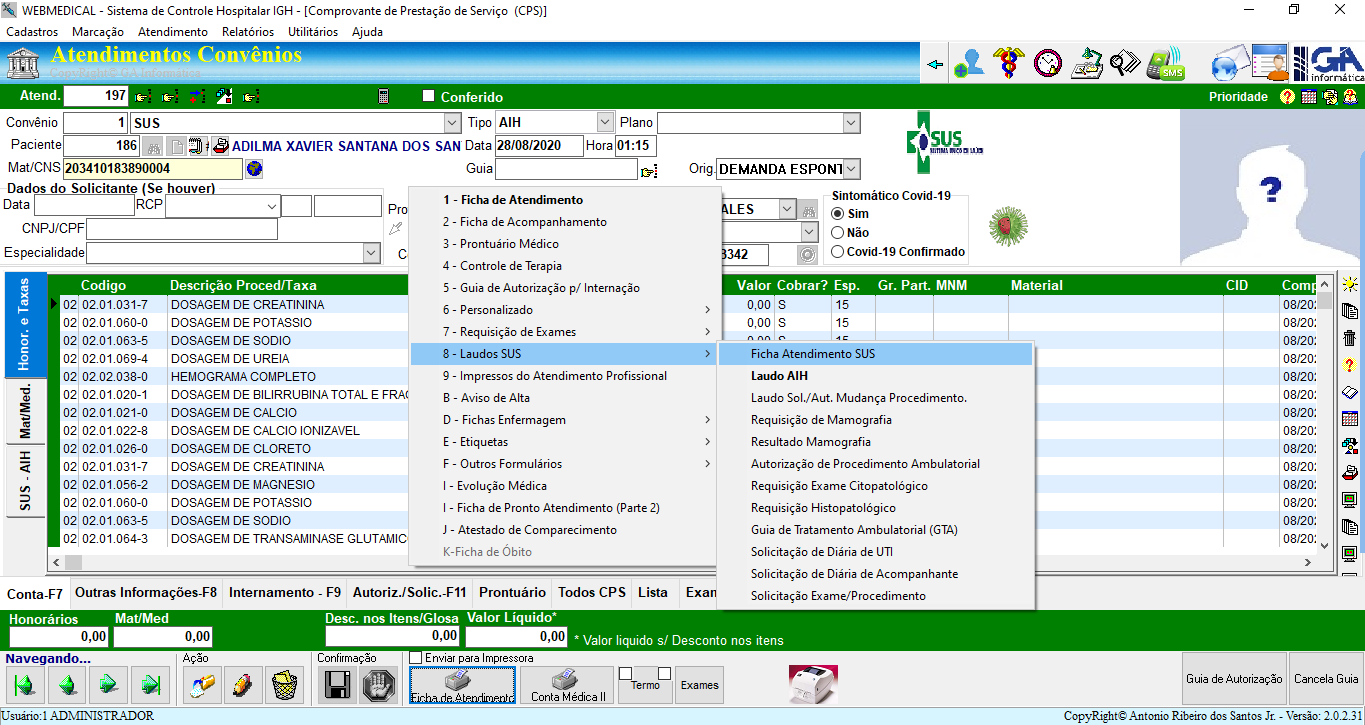 WEBMEDICAL - Sistema de Controle Hospitalar IGH - [Comprovante de Prestação de Serviço (CPS)]
Cadastros Marcação Atendimento Relatórios Utilitários Ajuda
Atendimentos Convênios
CopyRight© GA Informática
SMS
GA informática
Atend. 197 Conferido Prioridade
Convênio 1 SUS Tipo AIH Plano
Paciente 186 ADILMA XAVIER SANTANA DOS SAN Data 28/08/2020 Hora 01:15
Mat/CNS 203410183890004 Guia Orig. DEMANDA ESPONT
SUS
Dados do Solicitante (Se houver)
Data RCP Pro ALES
CNPJ/CPF
Especialidade C 3342
Sintomático Covid-19
Sim
Não
Covid-19 Confirmado
?
1 - Ficha de Atendimento
2 - Ficha de Acompanhamento
3 - Prontuário Médico
4 - Controle de Terapia
5 - Guia de Autorização p/ Internação
6 - Personalizado
7 - Requisição de Exames
8 - Laudos SUS
9 - Impressos do Atendimento Profissional
B - Aviso de Alta
D - Fichas Enfermagem
E - Etiquetas
F - Outros Formulários
I - Evolução Médica
I - Ficha de Pronto Atendimento (Parte 2)
J - Atestado de Comparecimento
K-Ficha de Óbito
Ficha Atendimento SUS
Laudo AIH
Laudo Sol./Aut. Mudança Procedimento.
Requisição de Mamografia
Resultado Mamografia
Autorização de Procedimento Ambulatorial
Requisição Exame Citopatológico
Requisição Histopatológico
Guia de Tratamento Ambulatorial (GTA)
Solicitação de Diária de UTI
Solicitação de Diária de Acompanhante
Solicitação Exame/Procedimento
Honor. e Taxas
Mat/Med.
SUS - AIH
Codigo Descrição Proced/Taxa Valor Cobrar? Esp. Gr. Part. MNM Material CID Comp
02 02.01.031-7 DOSAGEM DE CREATININA 0,00 S 15 08/202
02 02.01.060-0 DOSAGEM DE POTASSIO 0,00 S 15 08/202
02 02.01.063-5 DOSAGEM DE SODIO 0,00 S 15 08/202
02 02.01.069-4 DOSAGEM DE UREIA 08/202
02 02.02.038-0 HEMOGRAMA COMPLETO 08/202
02 02.01.020-1 DOSAGEM DE BILIRRUBINA TOTAL E FRA 08/202
02 02.01.021-0 DOSAGEM DE CALCIO 08/202
02 02.01.022-8 DOSAGEM DE CALCIO IONIZAVEL 08/202
02 02.01.026-0 DOSAGEM DE CLORETO 08/202
02 02.01.031-7 DOSAGEM DE CREATININA 08/202
02 02.01.056-2 DOSAGEM DE MAGNESIO 08/202
02 02.01.060-0 DOSAGEM DE POTASSIO 08/202
02 02.01.063-5 DOSAGEM DE SODIO 08/202
02 02.01.064-3 DOSAGEM DE TRANSAMINASE GLUTAMIC 08/202
Conta-F7 Outras Informações-F8 Internamento - F9 Autoriz./Solic.-F11 Prontuário Todos CPS Lista Exan
Honorários Mat/Med Desc. nos Itens/Glosa Valor Líquido*
0,00 0,00 0,00 0,00 * Valor liquido s/ Desconto nos itens
Navegando... Ação Confirmação Enviar para Impressora
Ficha de Atendimento Conta Médica II Termo Exames Guia de Autorização Cancela Guia
Usuário:1 ADMINISTRADOR CopyRight© Antonio Ribeiro dos Santos Jr. - Versão: 2.0.2.31